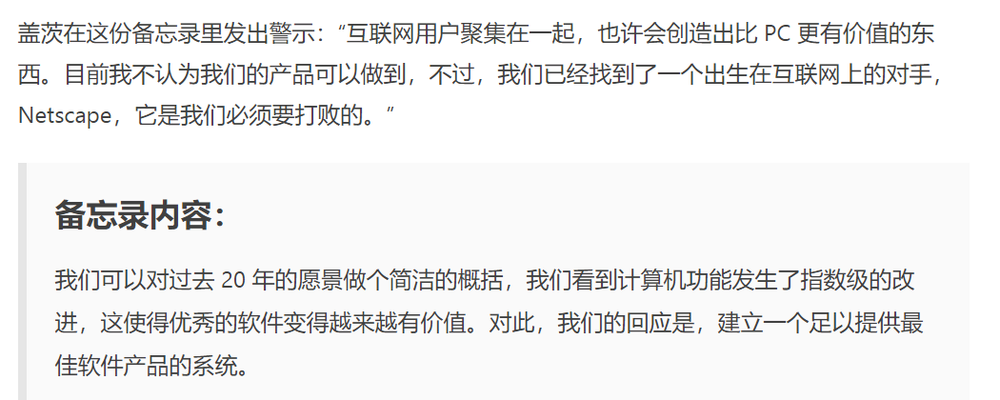 盖茨在这份备忘录里发出警示：“互联网用户聚集在一起，也许会创造出比 PC 更有价值的东
西。目前我不认为我们的产品可以做到，不过，我们已经找到了一个出生在互联网上的对手，
Netscape，它是我们必须要打败的。”
备忘录内容：
我们可以对过去 20 年的愿景做个简洁的概括，我们看到计算机功能发生了指数级的改
进，这使得优秀的软件变得越来越有价值。对此，我们的回应是，建立一个足以提供最
佳软件产品的系统。